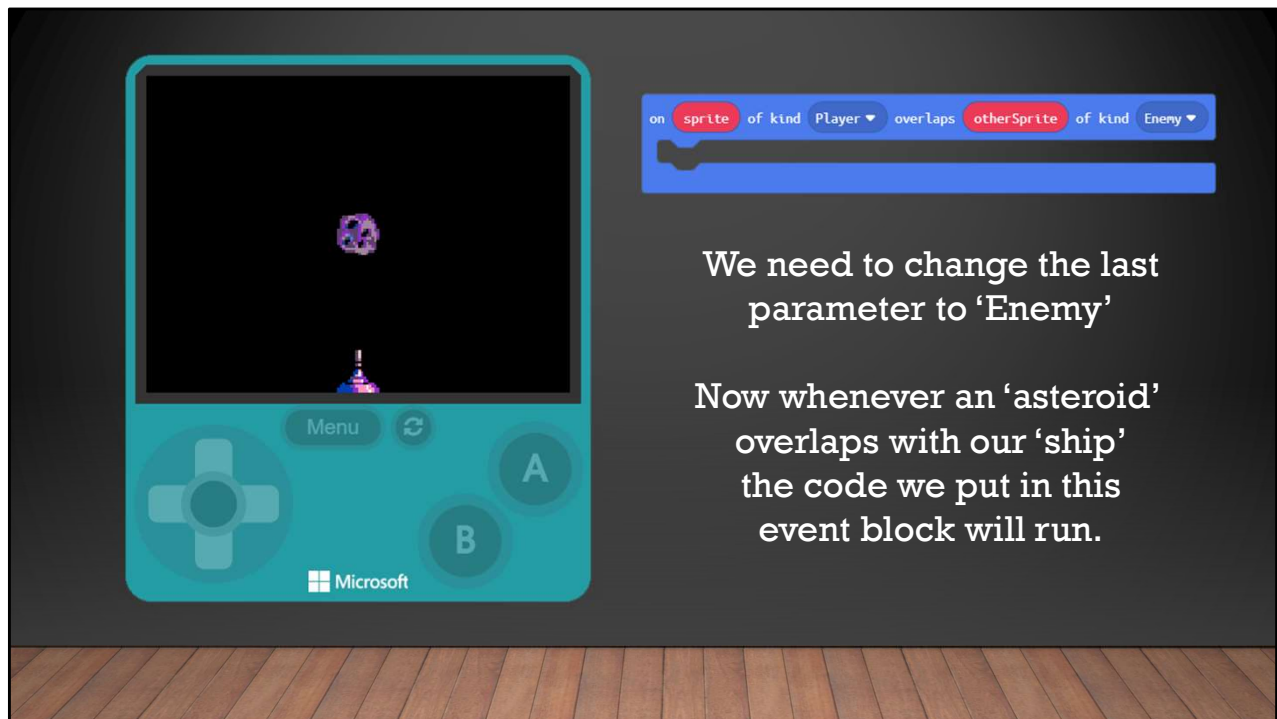 on sprite of kind Player overlaps otherSprite of kind Enemy
We need to change the last
parameter to ‘Enemy’
Now whenever an ‘asteroid’
overlaps with our ‘ship’
the code we put in this
event block will run.
Menu
A
B
Microsoft